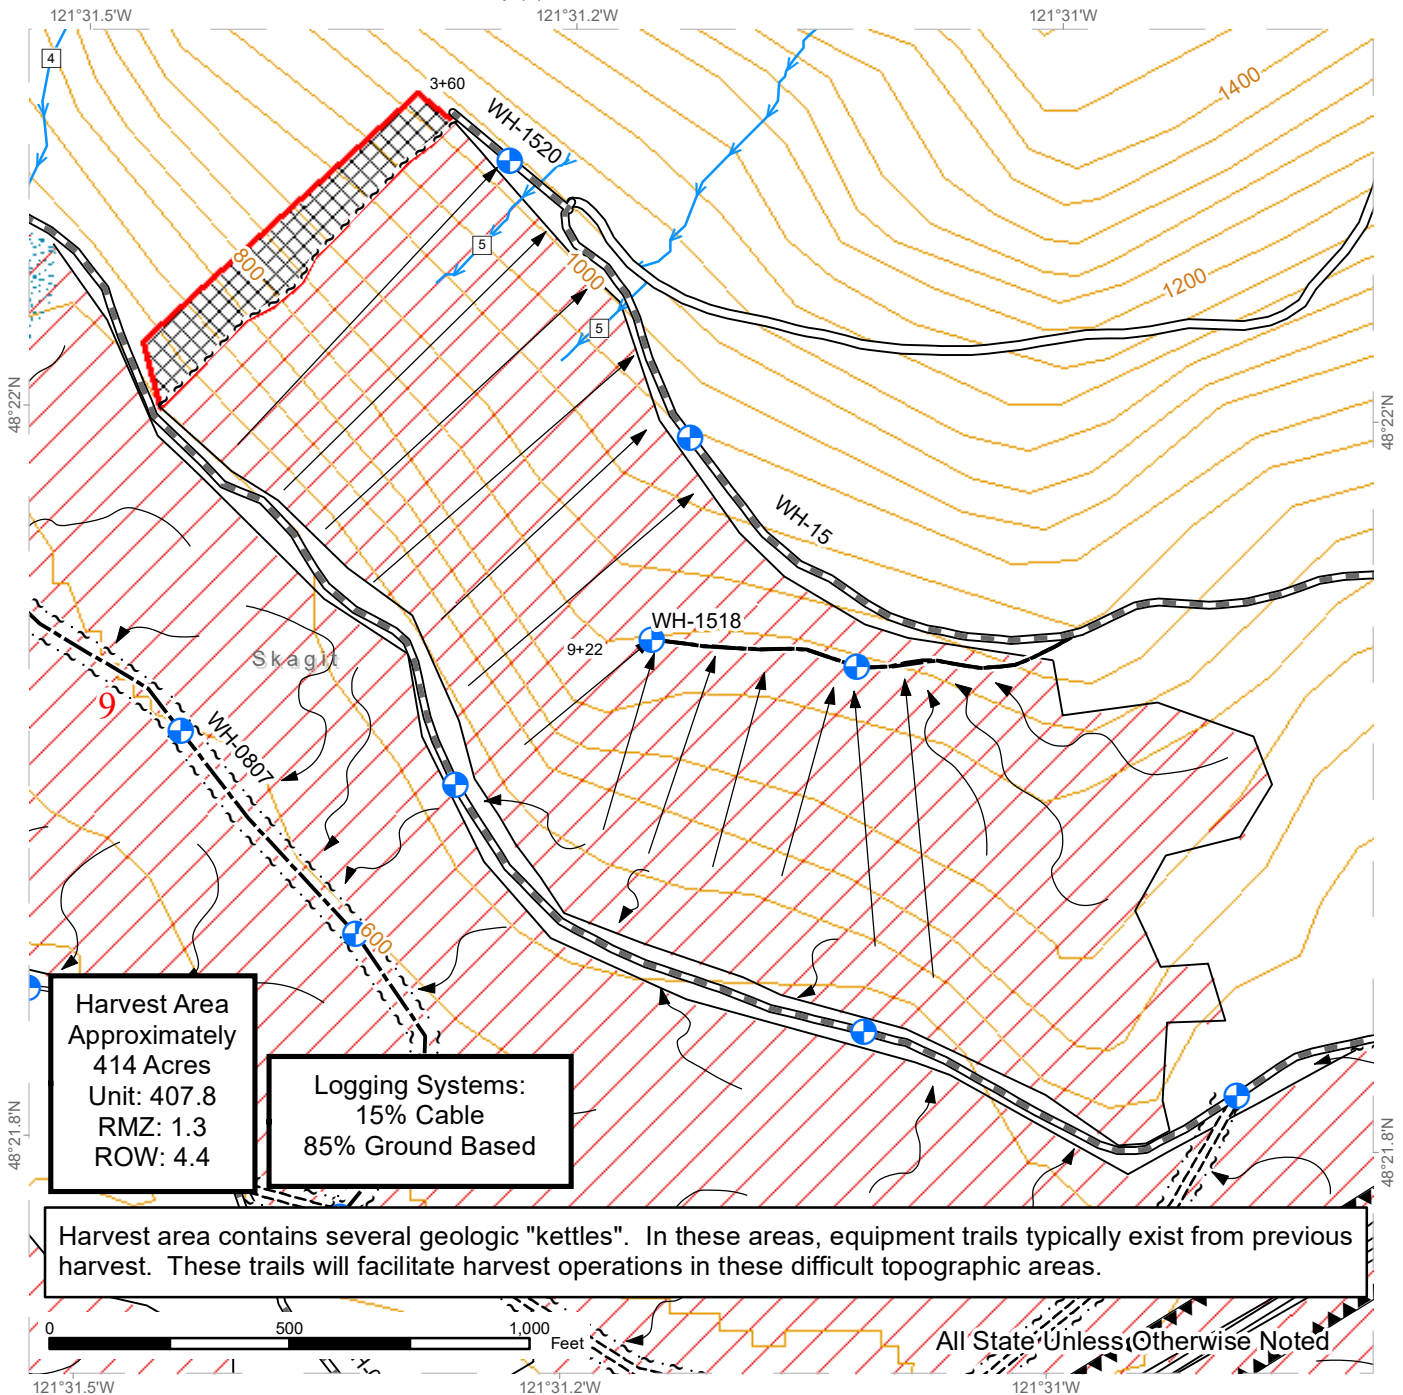 121°31.5'W
121°31.2'W
121°31'W
4
3+60
WH-1520
1400
5
800
1000
1200
5
48°22'N
48°22'N
WH-15
WH-1518
9+22
Skagit
9
WH-0807
600
Harvest Area
Approximately
414 Acres
Unit: 407.8
RMZ: 1.3
ROW: 4.4
Logging Systems:
15% Cable
85% Ground Based
48°21.8'N
48°21.8'N
Harvest area contains several geologic "kettles".  In these areas, equipment trails typically exist from previous
harvest.  These trails will facilitate harvest operations in these difficult topographic areas.
0 500 1,000
Feet
All State Unless Otherwise Noted
121°31.5'W
121°31.2'W
121°31'W